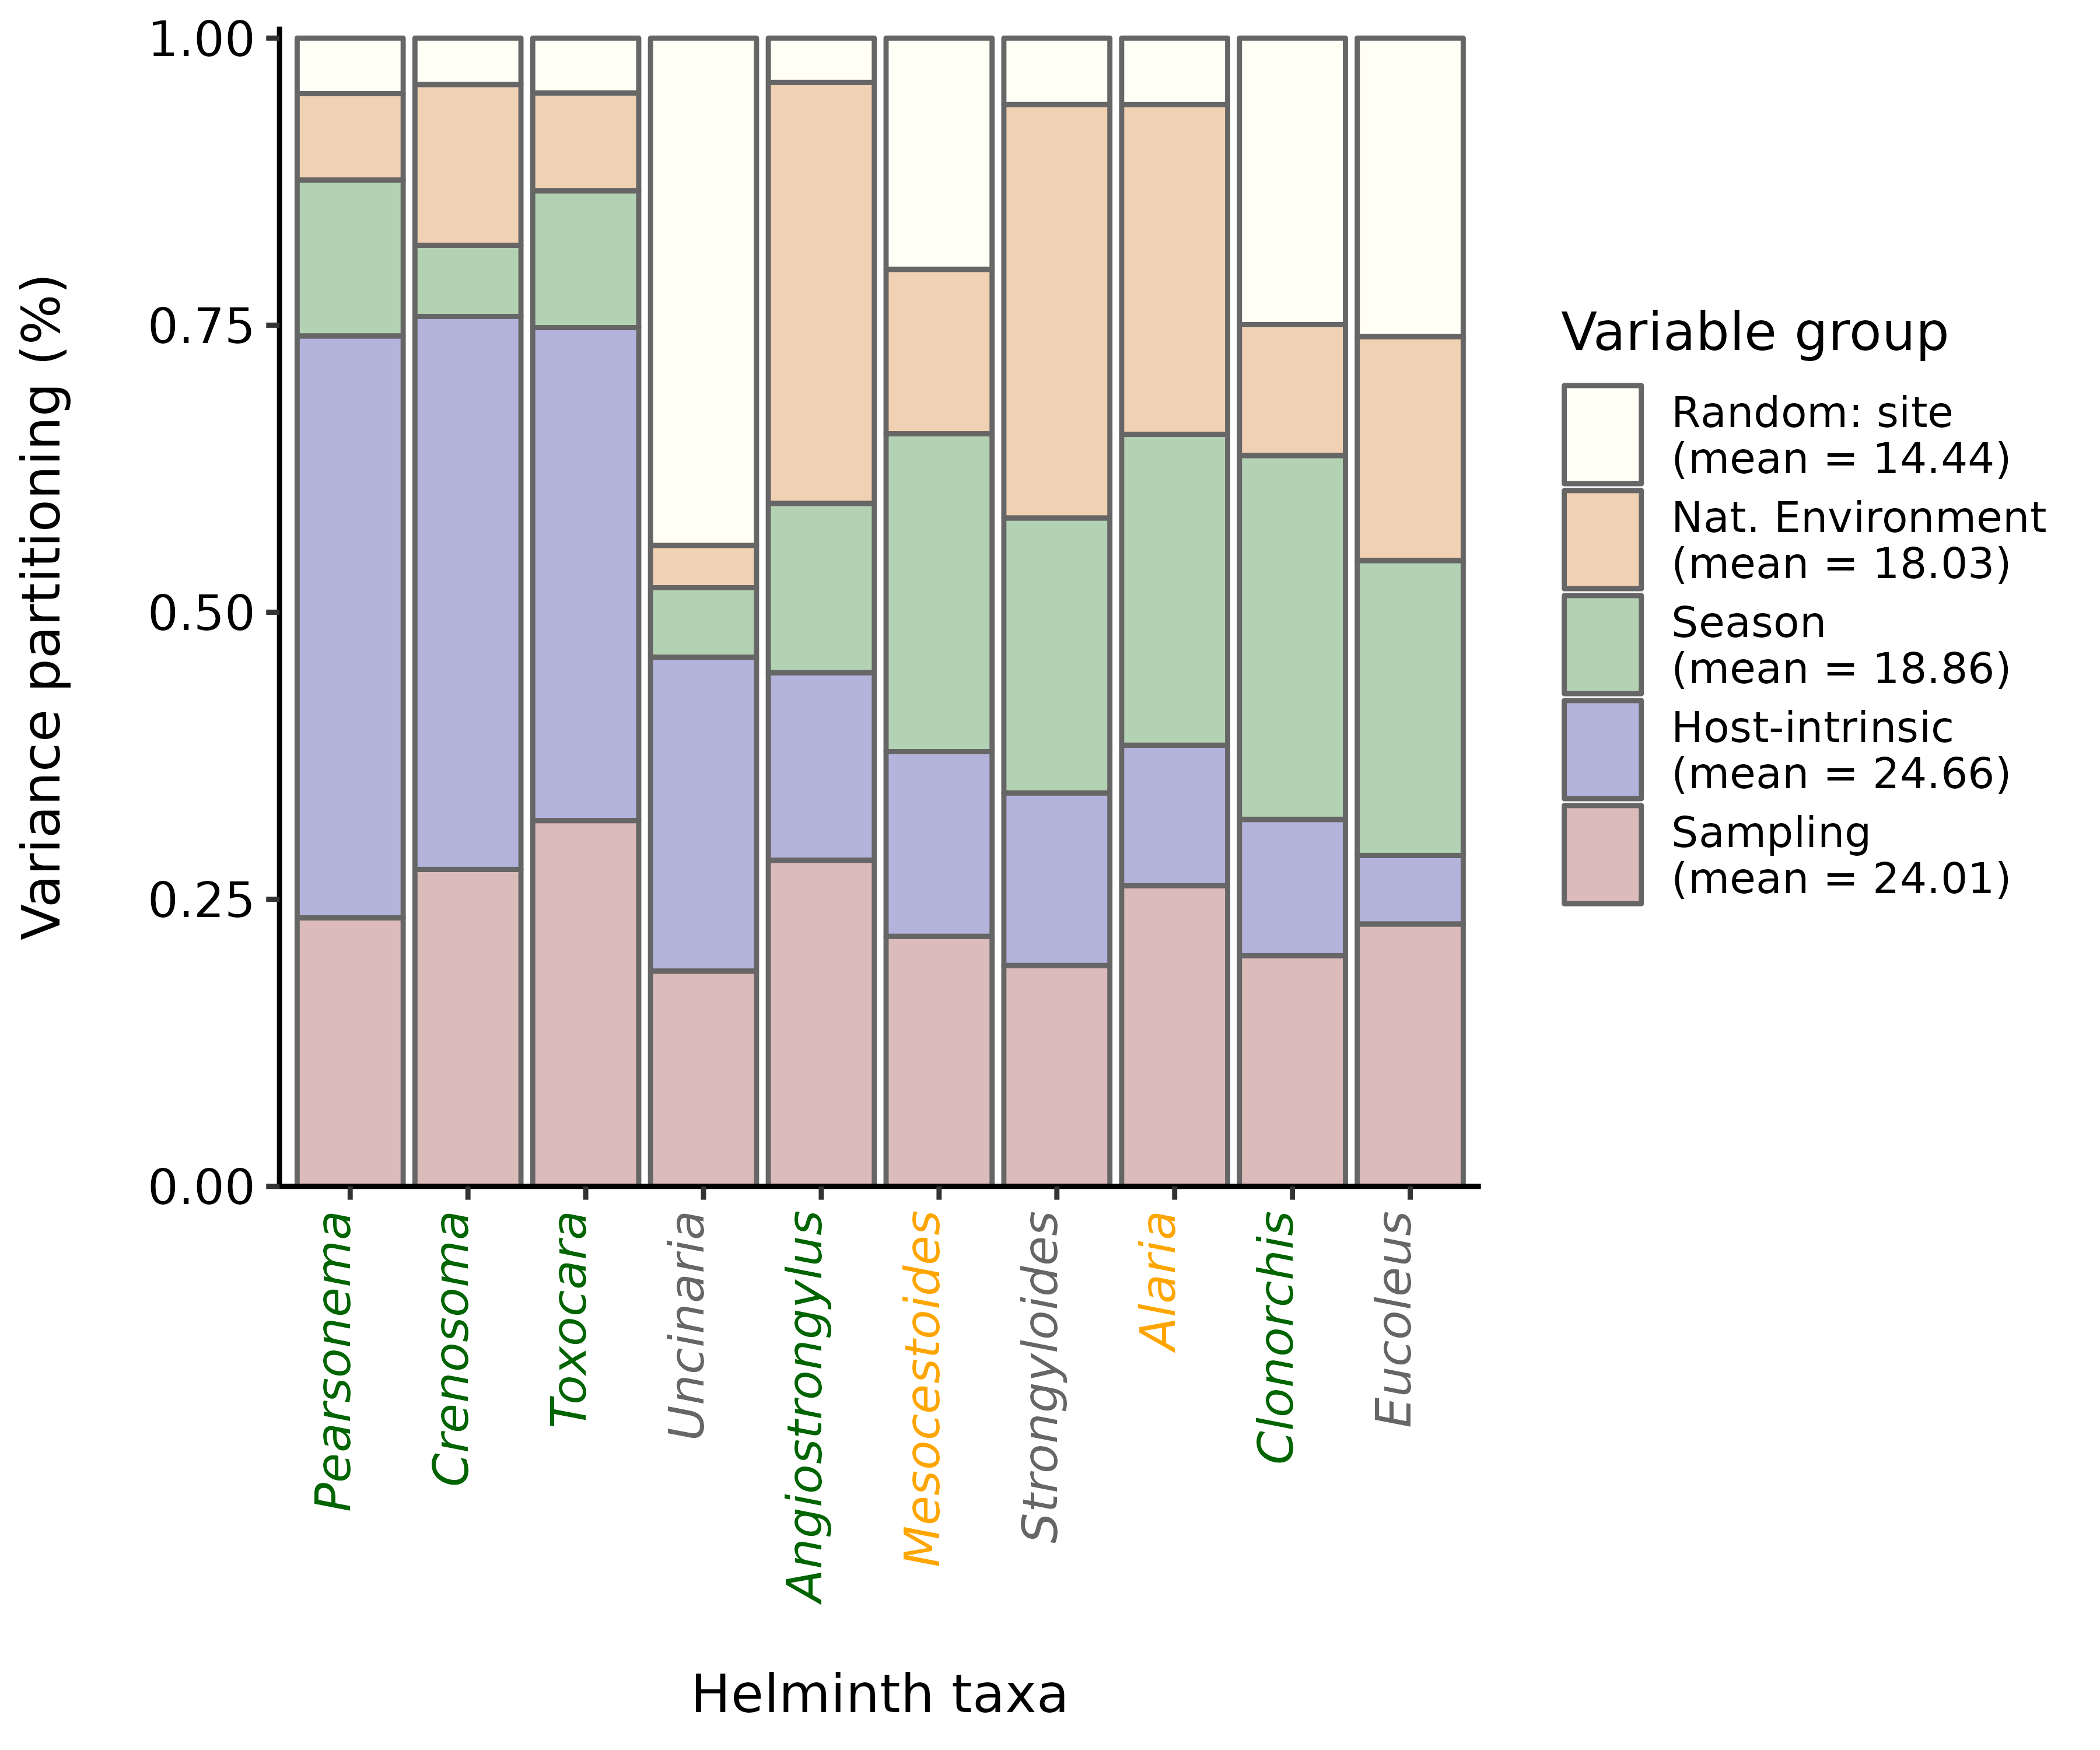 Variance partitioning (%)
1.00
0.75
0.50
0.25
0.00
Pearsonema
Crenosoma
Toxocara
Uncinaria
Angiostrongylus
Mesocestoides
Strongyloides
Alaria
Clonorchis
Eucoleus
Helminth taxa
Variable group
Random: site
(mean = 14.44)
Nat. Environment
(mean = 18.03)
Season
(mean = 18.86)
Host-intrinsic
(mean = 24.66)
Sampling
(mean = 24.01)